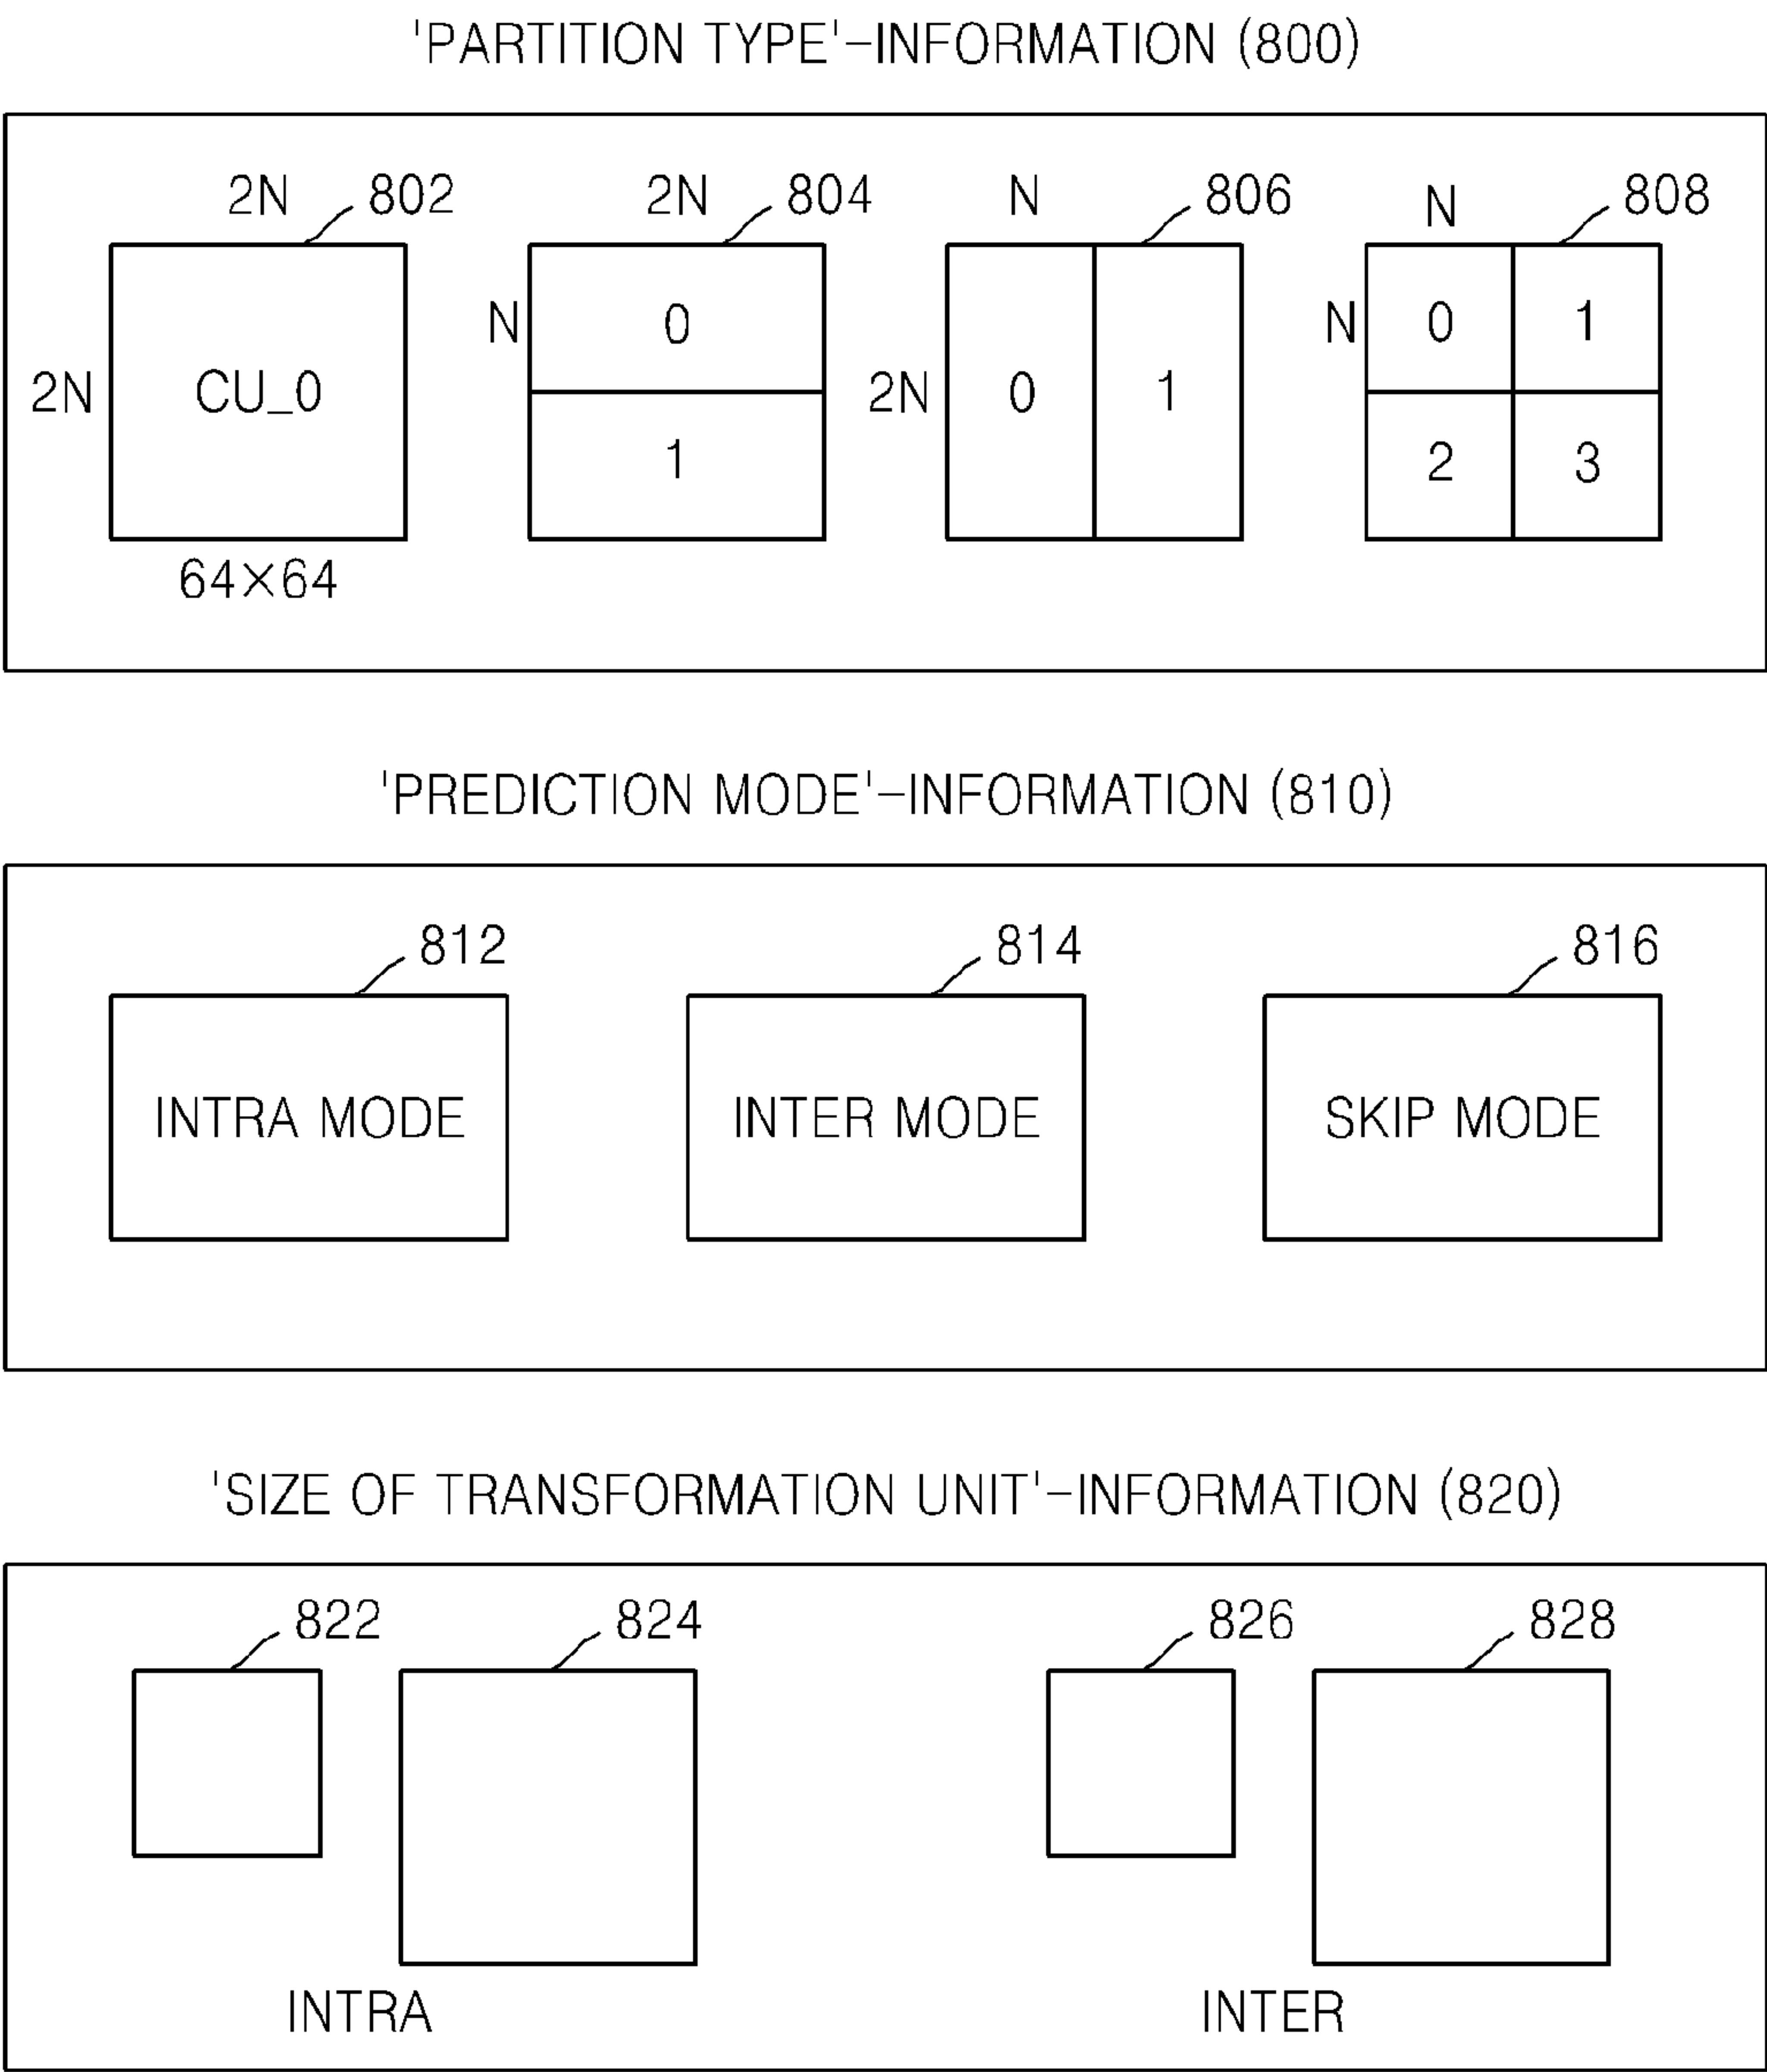 'PARTITION TYPE'-INFORMATION (800)
2N 802 2N 804 N 806 N 808
N 0 N 0 1
2N CU_0 2N 0 1
1 2 3
64×64
'PREDICTION MODE'-INFORMATION (810)
812 814 816
INTRA MODE INTER MODE SKIP MODE
'SIZE OF TRANSFORMATION UNIT'-INFORMATION (820)
822 824 826 828
INTRA INTER